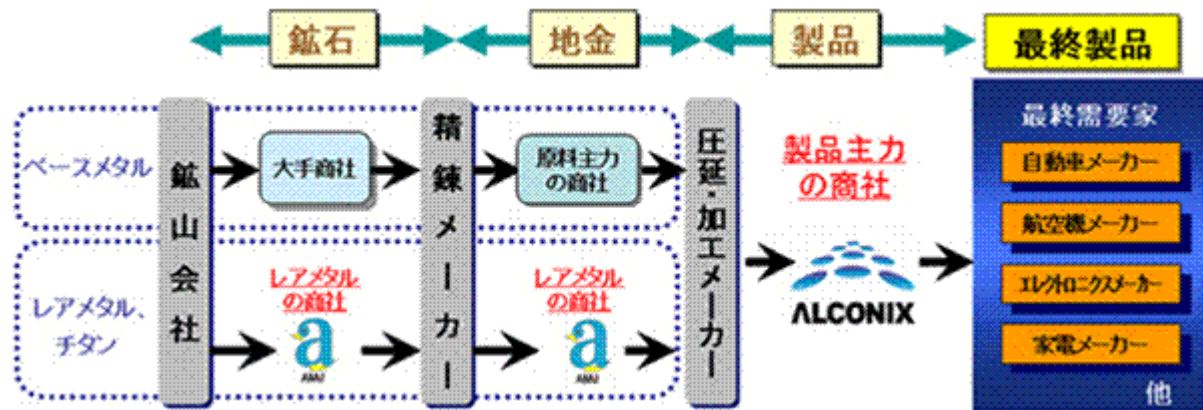 鉱石
地金
製品
最終製品
ベースメタル
鉱山会社
大手商社
精錬メーカー
原料主力
の商社
圧延・加工メーカー
製品主力
の商社
ALCONIX
最終需要家
自動車メーカー
航空機メーカー
エレクトロニクスメーカー
家電メーカー
他
レアメタル、
チタン
レアメタル
の商社
a
レアメタル
の商社
a